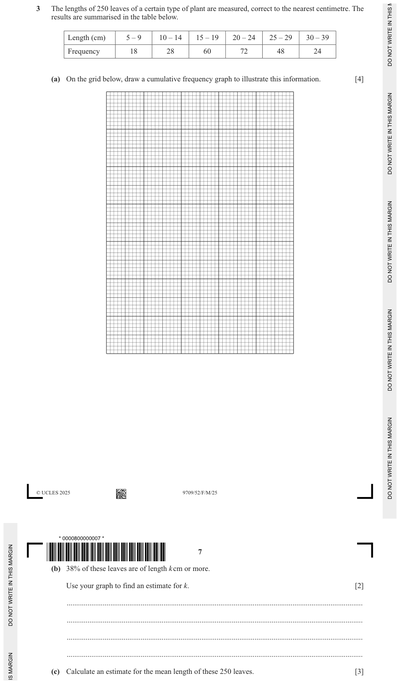 3 The lengths of 250 leaves of a certain type of plant are measured, correct to the nearest centimetre. The
results are summarised in the table below.
Length (cm) 5 – 9 10 – 14 15 – 19 20 – 24 25 – 29 30 – 39
Frequency 18 28 60 72 48 24
(a) On the grid below, draw a cumulative frequency graph to illustrate this information. [4]
DO NOT WRITE IN THIS M
DO NOT WRITE IN THIS MARGIN
DO NOT WRITE IN THIS MARGIN
DO NOT WRITE IN THIS MARGIN
DO NOT WRITE IN THIS MARGIN
© UCLES 2025 9709/52/F/M/25
* 0000800000007 *
7
(b) 38% of these leaves are of length k cm or more.
Use your graph to find an estimate for k. [2]
(c) Calculate an estimate for the mean length of these 250 leaves. [3]
DO NOT WRITE IN THIS MARGIN
IS MARGIN